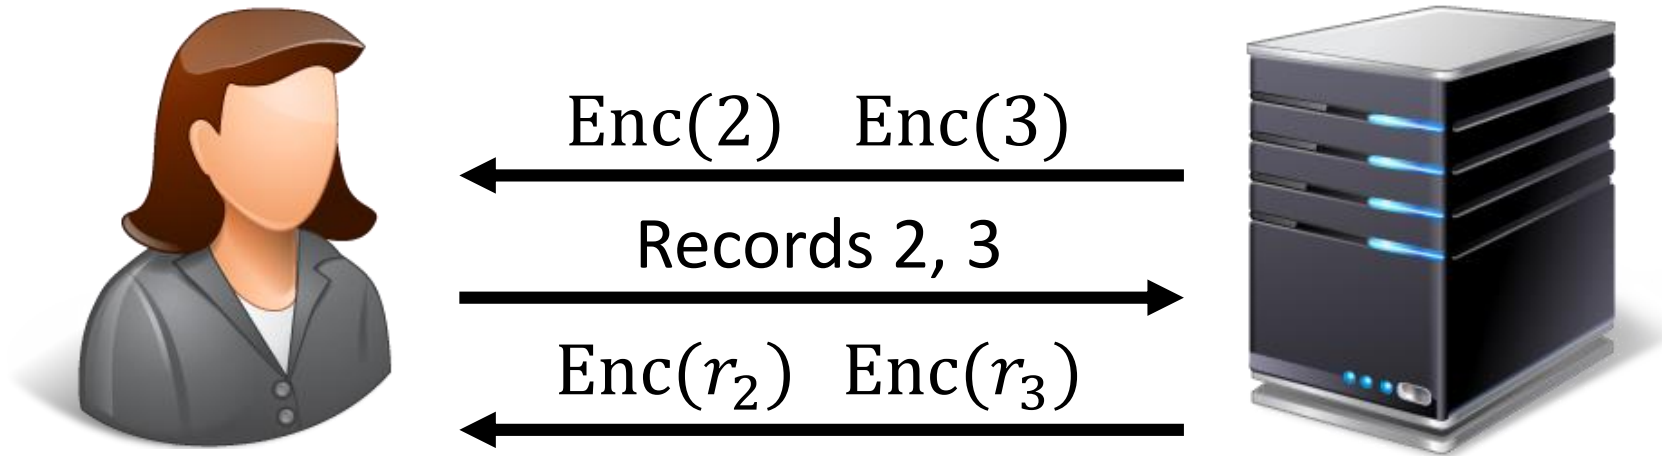 Enc(2) Enc(3)
Records 2, 3
Enc(r₂) Enc(r₃)